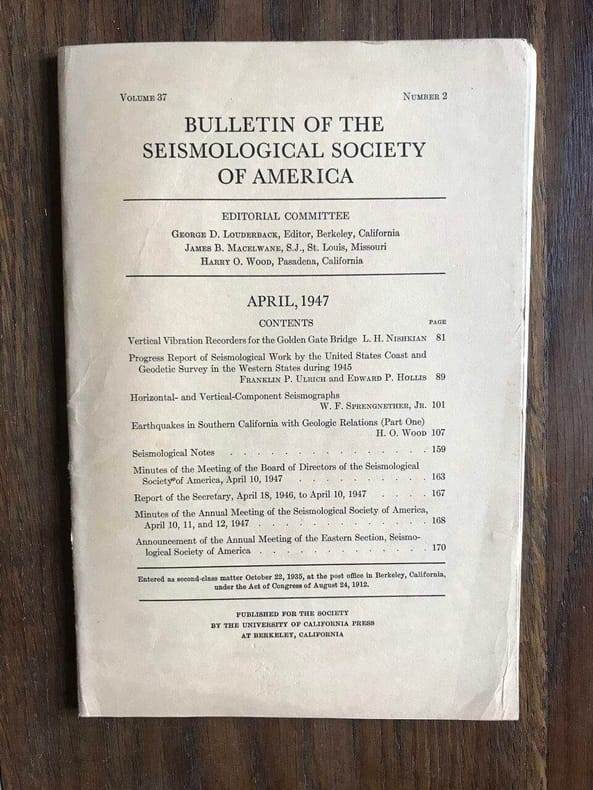 VOLUME 37 NUMBER 2
BULLETIN OF THE
SEISMOLOGICAL SOCIETY
OF AMERICA
EDITORIAL COMMITTEE
GEORGE D. LOUDERBACK, Editor, Berkeley, California
JAMES B. MACELWANE, S.J., St. Louis, Missouri
HARRY O. WOOD, Pasadena, California
APRIL, 1947
CONTENTS PAGE
Vertical Vibration Recorders for the Golden Gate Bridge L. H. NISHKIAN 81
Progress Report of Seismological Work by the United States Coast and
Geodetic Survey in the Western States during 1945
FRANKLIN P. ULRICH and EDWARD P. HOLLIS 89
Horizontal- and Vertical-Component Seismographs
W. F. SPRENGNETHER, JR. 101
Earthquakes in Southern California with Geologic Relations (Part One)
H. O. WOOD 107
Seismological Notes . . . . . . . . . . . . . . . 159
Minutes of the Meeting of the Board of Directors of the Seismological
Society of America, April 10, 1947 . . . . . . . . . . 163
Report of the Secretary, April 18, 1946, to April 10, 1947 . . . . 167
Minutes of the Annual Meeting of the Seismological Society of America,
April 10, 11, and 12, 1947 . . . . . . . . . . . . 168
Announcement of the Annual Meeting of the Eastern Section, Seismo-
logical Society of America . . . . . . . . . . . . 170
Entered as second-class matter October 22, 1935, at the post office in Berkeley, California,
under the Act of Congress of August 24, 1912.
PUBLISHED FOR THE SOCIETY
BY THE UNIVERSITY OF CALIFORNIA PRESS
AT BERKELEY, CALIFORNIA